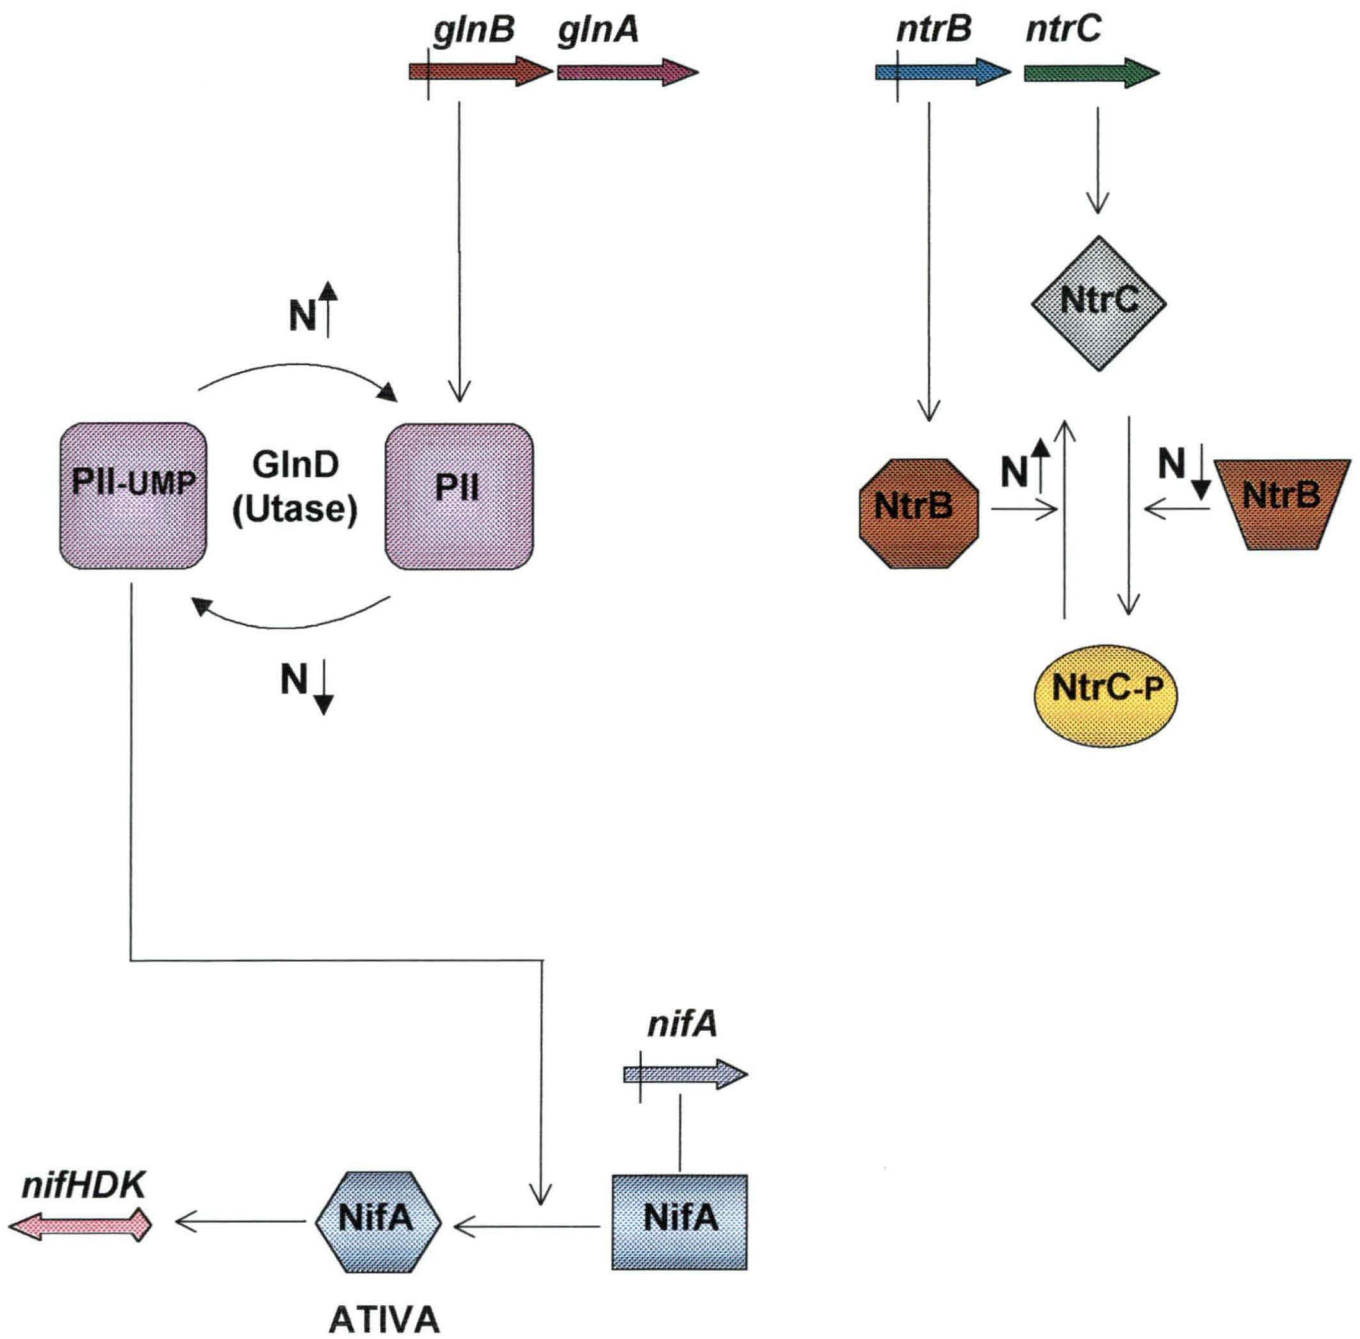 glnB glnA ntrB ntrC
NtrC
N
PII-UMP
GlnD
(Utase)
PII
N
NtrB
N
N
NtrB
NtrC-P
nifA
nifHDK
NifA
NifA
ATIVA